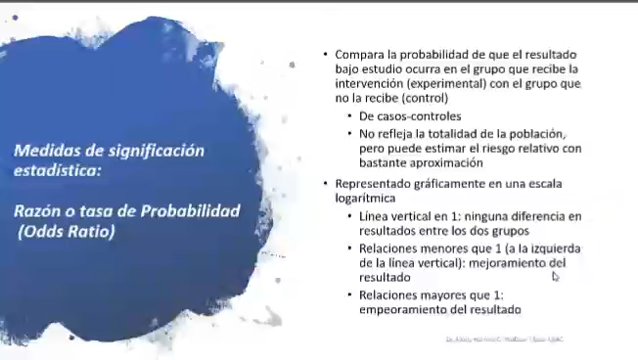 Medidas de significación
estadística:
Razón o tasa de Probabilidad
(Odds Ratio)
• Compara la probabilidad de que el resultado
bajo estudio ocurra en el grupo que recibe la
intervención (experimental) con el grupo que
no la recibe (control)
• De casos-controles
• No refleja la totalidad de la población,
pero puede estimar el riesgo relativo con
bastante aproximación
• Representado gráficamente en una escala
logarítmica
• Línea vertical en 1: ninguna diferencia en
resultados entre los dos grupos
• Relaciones menores que 1 (a la izquierda
de la línea vertical): mejoramiento del
resultado
• Relaciones mayores que 1:
empeoramiento del resultado